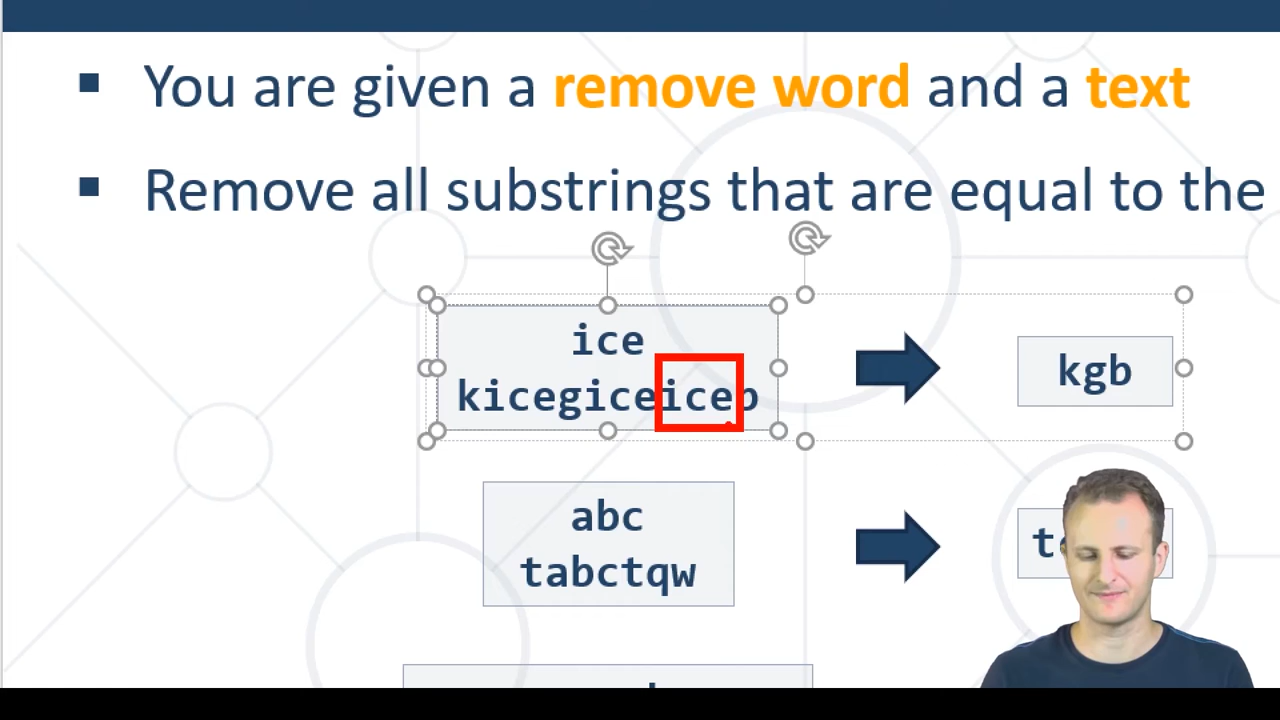 You are given a remove word and a text
Remove all substrings that are equal to the
ice
kicegiceiceb
kgb
abc
tabctqw